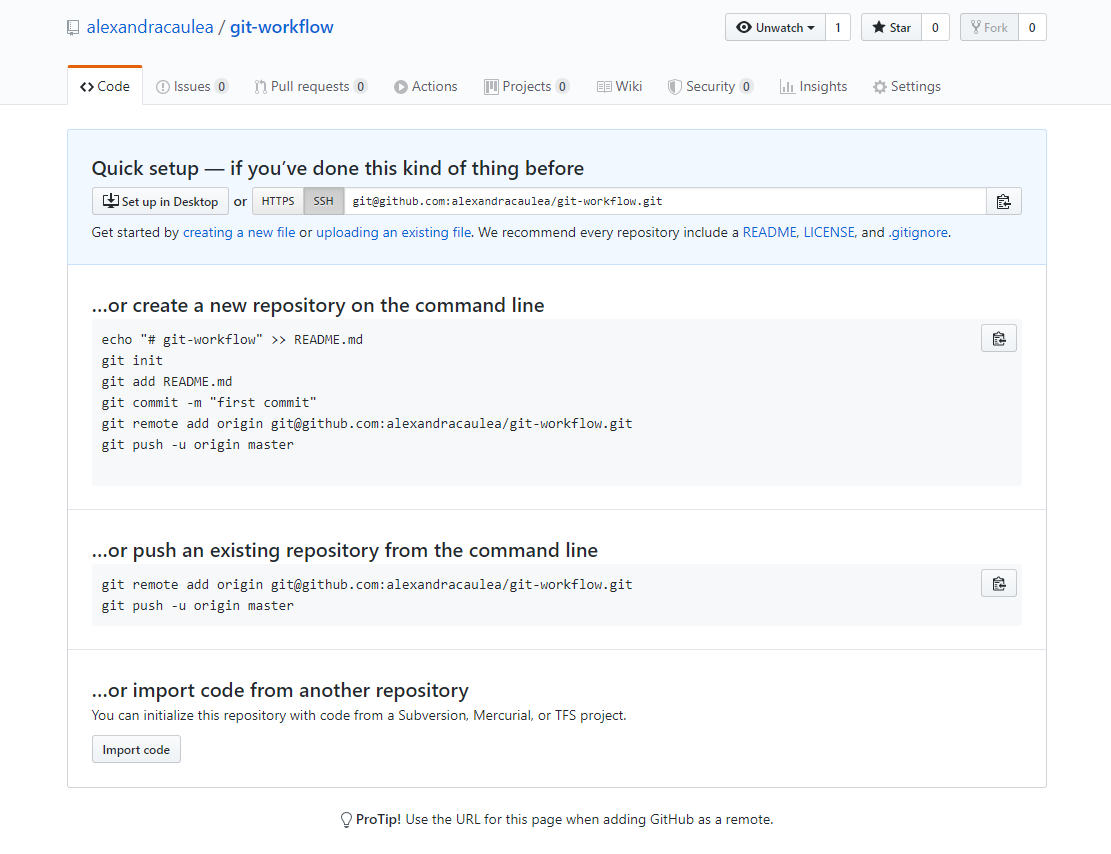 alexandracaulea / git-workflow
Unwatch 1 Star 0 Fork 0
Code Issues 0 Pull requests 0 Actions Projects 0 Wiki Security 0 Insights Settings
Quick setup — if you’ve done this kind of thing before
Set up in Desktop or HTTPS SSH git@github.com:alexandracaulea/git-workflow.git
Get started by creating a new file or uploading an existing file. We recommend every repository include a README, LICENSE, and .gitignore.
…or create a new repository on the command line
echo "# git-workflow" >> README.md
git init
git add README.md
git commit -m "first commit"
git remote add origin git@github.com:alexandracaulea/git-workflow.git
git push -u origin master
…or push an existing repository from the command line
git remote add origin git@github.com:alexandracaulea/git-workflow.git
git push -u origin master
…or import code from another repository
You can initialize this repository with code from a Subversion, Mercurial, or TFS project.
Import code
ProTip! Use the URL for this page when adding GitHub as a remote.